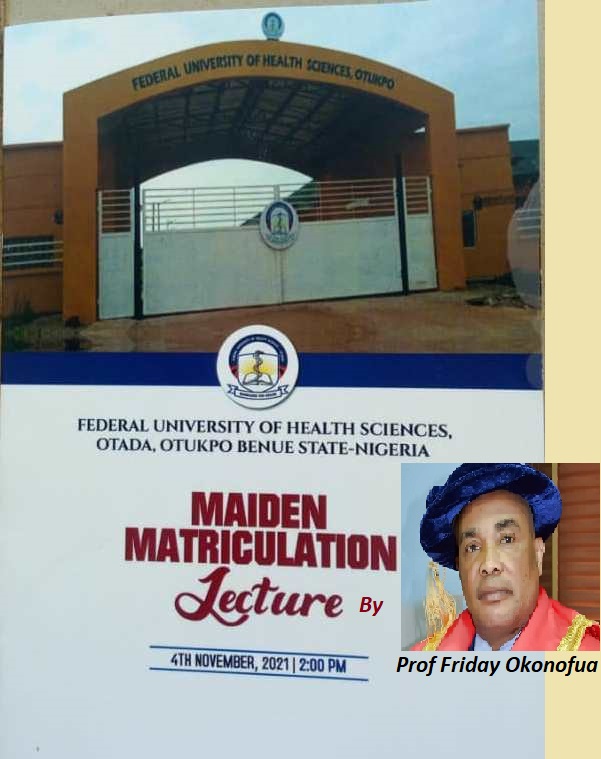 FEDERAL UNIVERSITY OF HEALTH SCIENCES, OTUKPO
FEDERAL UNIVERSITY OF HEALTH SCIENCES,
OTADA, OTUKPO BENUE STATE-NIGERIA
MAIDEN
MATRICULATION
Lecture By
4TH NOVEMBER, 2021 | 2:00 PM
Prof Friday Okonofua